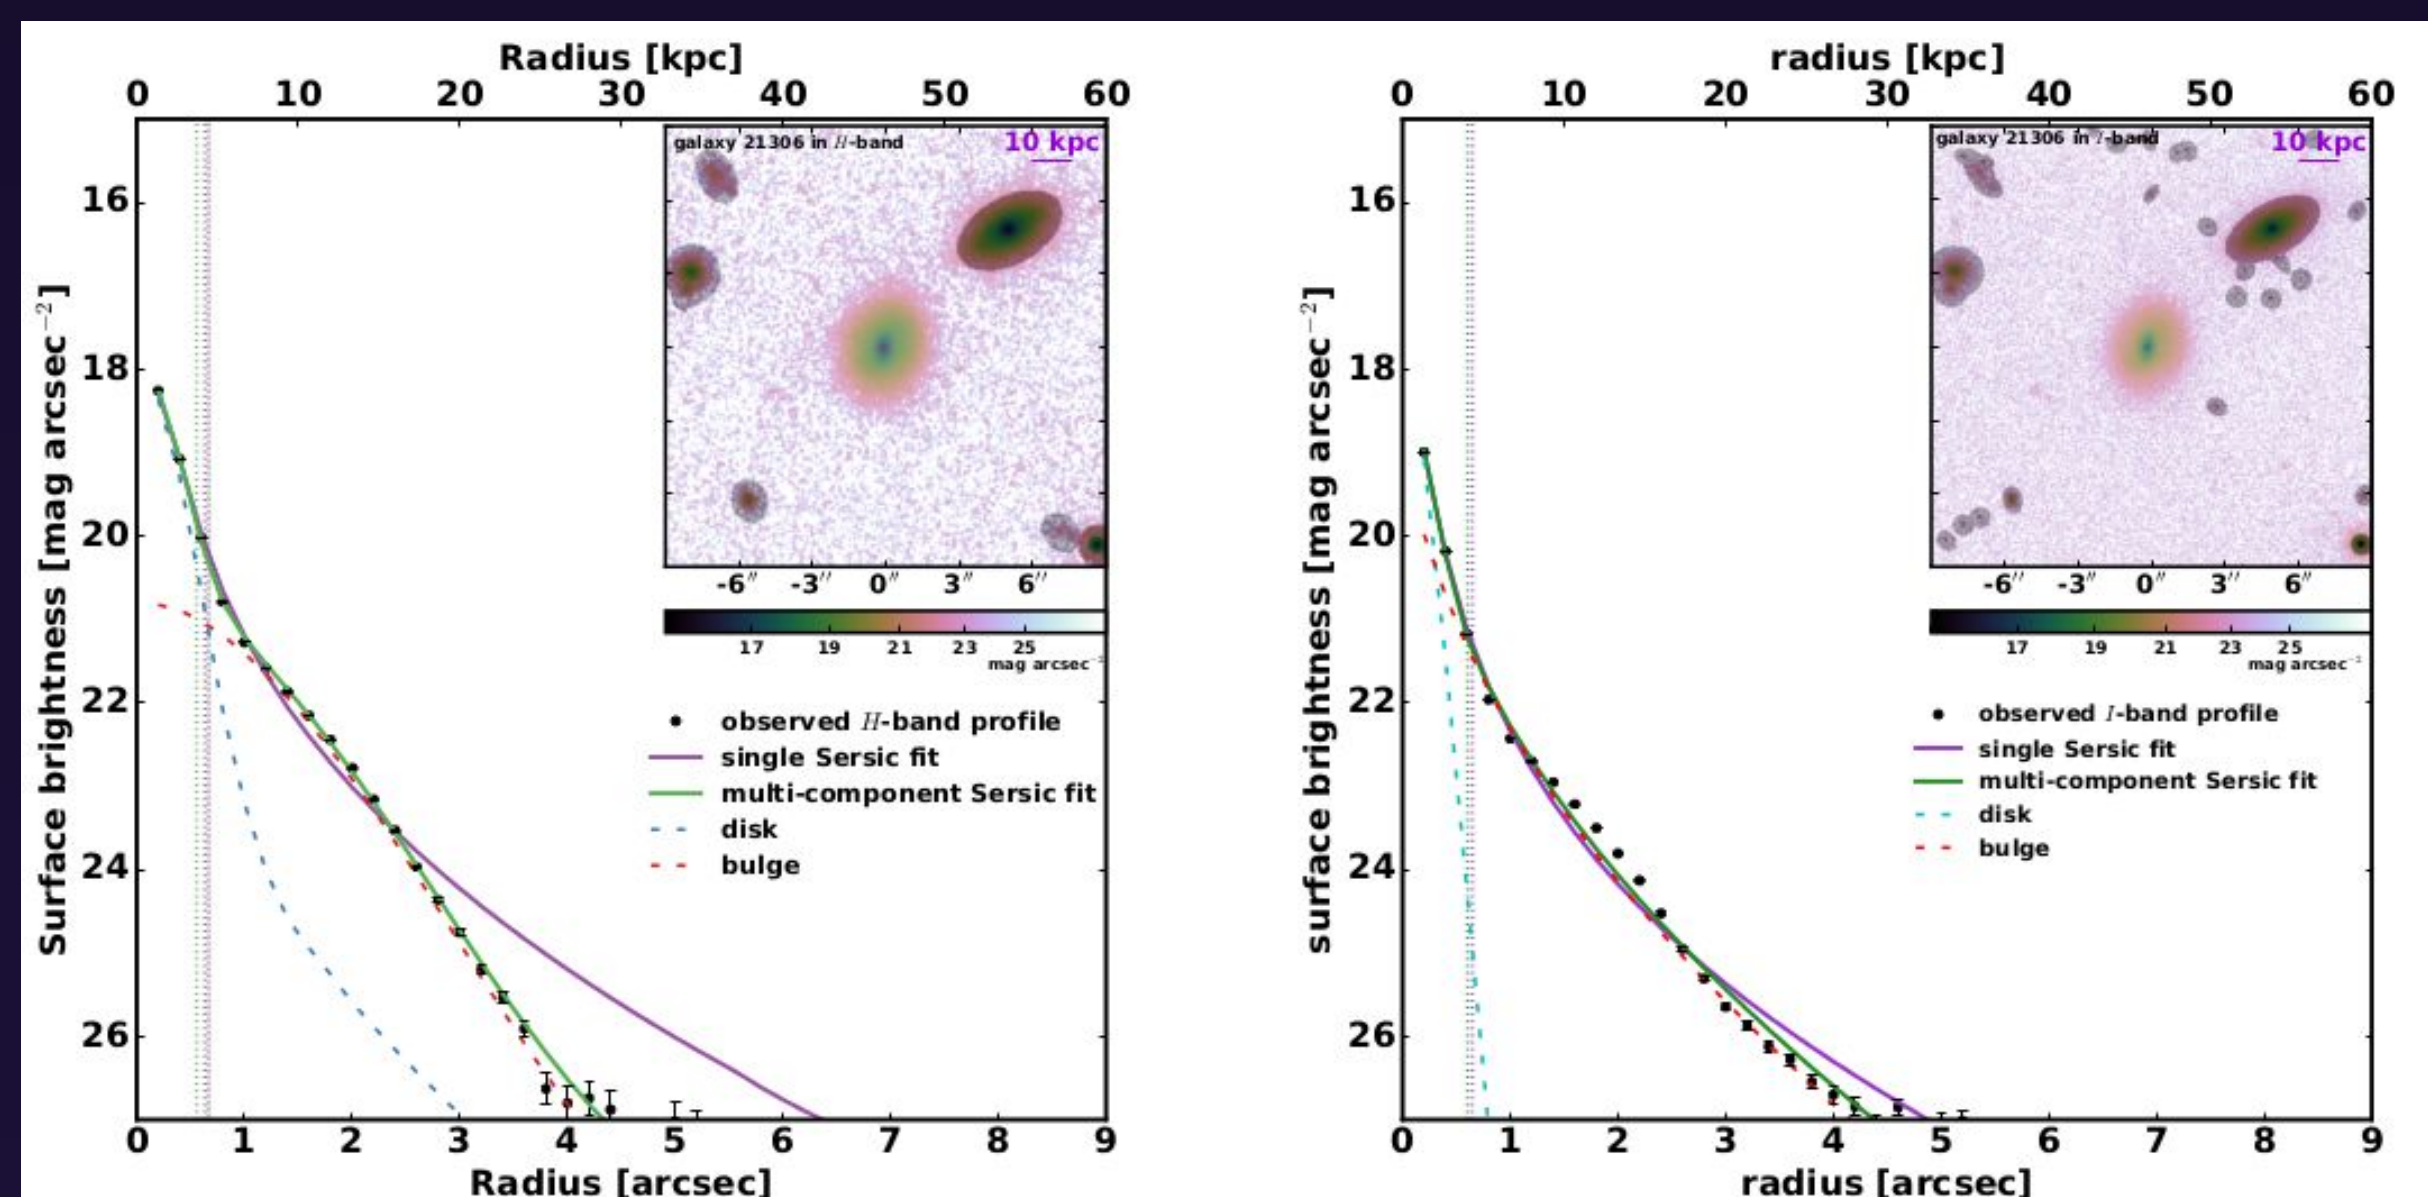 Radius [kpc]
0 10 20 30 40 50 60
galaxy 21306 in H-band
10 kpc
16
18
20
22
24
26
Surface brightness [mag arcsec⁻²]
-6′′ -3′′ 0′′ 3′′ 6′′
17 19 21 23 25
mag arcsec⁻²
observed H-band profile
single Sersic fit
multi-component Sersic fit
disk
bulge
0 1 2 3 4 5 6 7 8 9
Radius [arcsec]
radius [kpc]
0 10 20 30 40 50 60
galaxy 21306 in I-band
10 kpc
16
18
20
22
24
26
surface brightness [mag arcsec⁻²]
-6′′ -3′′ 0′′ 3′′ 6′′
17 19 21 23 25
mag arcsec⁻²
observed I-band profile
single Sersic fit
multi-component Sersic fit
disk
bulge
0 1 2 3 4 5 6 7 8 9
radius [arcsec]